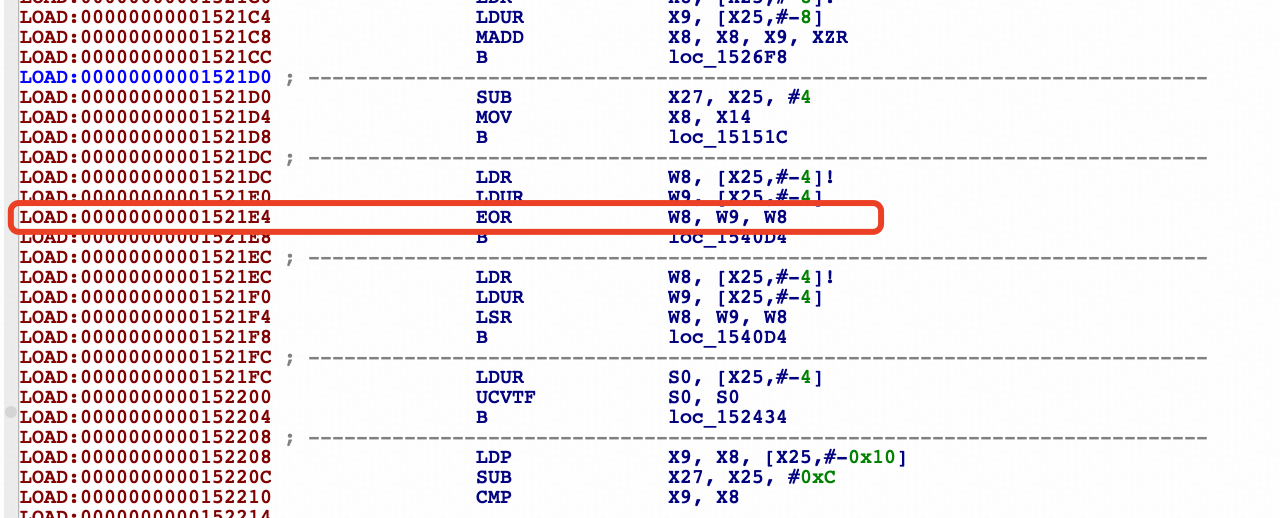 LOAD:00000000001521C4 LDUR X9, [X25,#-8]
LOAD:00000000001521C8 MADD X8, X8, X9, XZR
LOAD:00000000001521CC B loc_1526F8
LOAD:00000000001521D0 ; ---------------------------------------------------------------------------
LOAD:00000000001521D0 SUB X27, X25, #4
LOAD:00000000001521D4 MOV X8, X14
LOAD:00000000001521D8 B loc_15151C
LOAD:00000000001521DC ; ---------------------------------------------------------------------------
LOAD:00000000001521DC LDR W8, [X25,#-4]!
LOAD:00000000001521E0 LDUR W9, [X25,#-4]
LOAD:00000000001521E4 EOR W8, W9, W8
LOAD:00000000001521E8 B loc_1540D4
LOAD:00000000001521EC ; ---------------------------------------------------------------------------
LOAD:00000000001521EC LDR W8, [X25,#-4]!
LOAD:00000000001521F0 LDUR W9, [X25,#-4]
LOAD:00000000001521F4 LSR W8, W9, W8
LOAD:00000000001521F8 B loc_1540D4
LOAD:00000000001521FC ; ---------------------------------------------------------------------------
LOAD:00000000001521FC LDUR S0, [X25,#-4]
LOAD:0000000000152200 UCVTF S0, S0
LOAD:0000000000152204 B loc_152434
LOAD:0000000000152208 ; ---------------------------------------------------------------------------
LOAD:0000000000152208 LDP X9, X8, [X25,#-0x10]
LOAD:000000000015220C SUB X27, X25, #0xC
LOAD:0000000000152210 CMP X9, X8
LOAD:0000000000152214